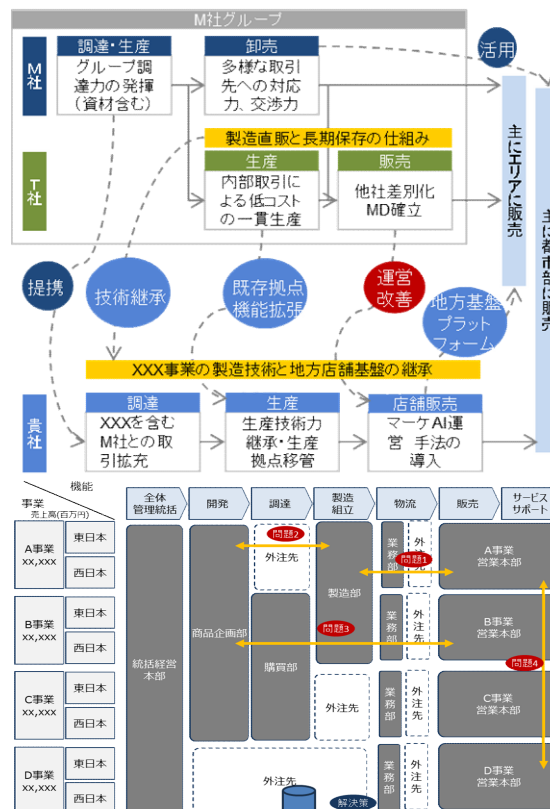 M社グループ
M社
調達・生産
グループ調
達力の発揮
(資材含む)
卸売
多様な取引
先への対応
力、交渉力
活用
製造直販と長期保存の仕組み
T社
生産
内部取引によ
る低コスト
の一貫生産
販売
他社差別化
MD確立
主にエリアに販売
主に都市部に販売
提携
技術継承
既存拠点
機能拡張
運営
改善
地方基盤
プラット
フォーム
XXX事業の製造技術と地方店舗基盤の継承
貴社
調達
XXXを含む
M社との取
引拡充
生産
生産技術力
継承・生産
拠点移管
店舗販売
マーケAI運
営 手法の
導入
機能
事業
売上高(百万円)
全体
管理統括
開発
調達
製造
組立
物流
販売
サービス
サポート
A事業
xx,xxx
東日本
西日本
B事業
xx,xxx
東日本
西日本
C事業
xx,xxx
東日本
西日本
D事業
xx,xxx
東日本
西日本
統括経営
本部
商品企画部
問題2
外注先
購買部
製造部
外注先
外注先
業務部
外注先
問題1
A事業
営業本部
問題3
業務部
外注先
B事業
営業本部
問題4
業務部
外注先
C事業
営業本部
業務部
外注先
D事業
営業本部
解決策